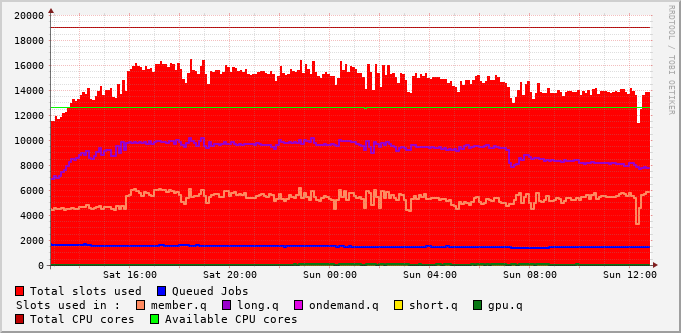 20000
18000
16000
14000
12000
10000
8000
6000
4000
2000
0
Sat 16:00 Sat 20:00 Sun 00:00 Sun 04:00 Sun 08:00 Sun 12:00
Total slots used Queued Jobs
Slots used in : member.q long.q ondemand.q short.q gpu.q
Total CPU cores Available CPU cores
RRDTOOL / TOBI OETIKER